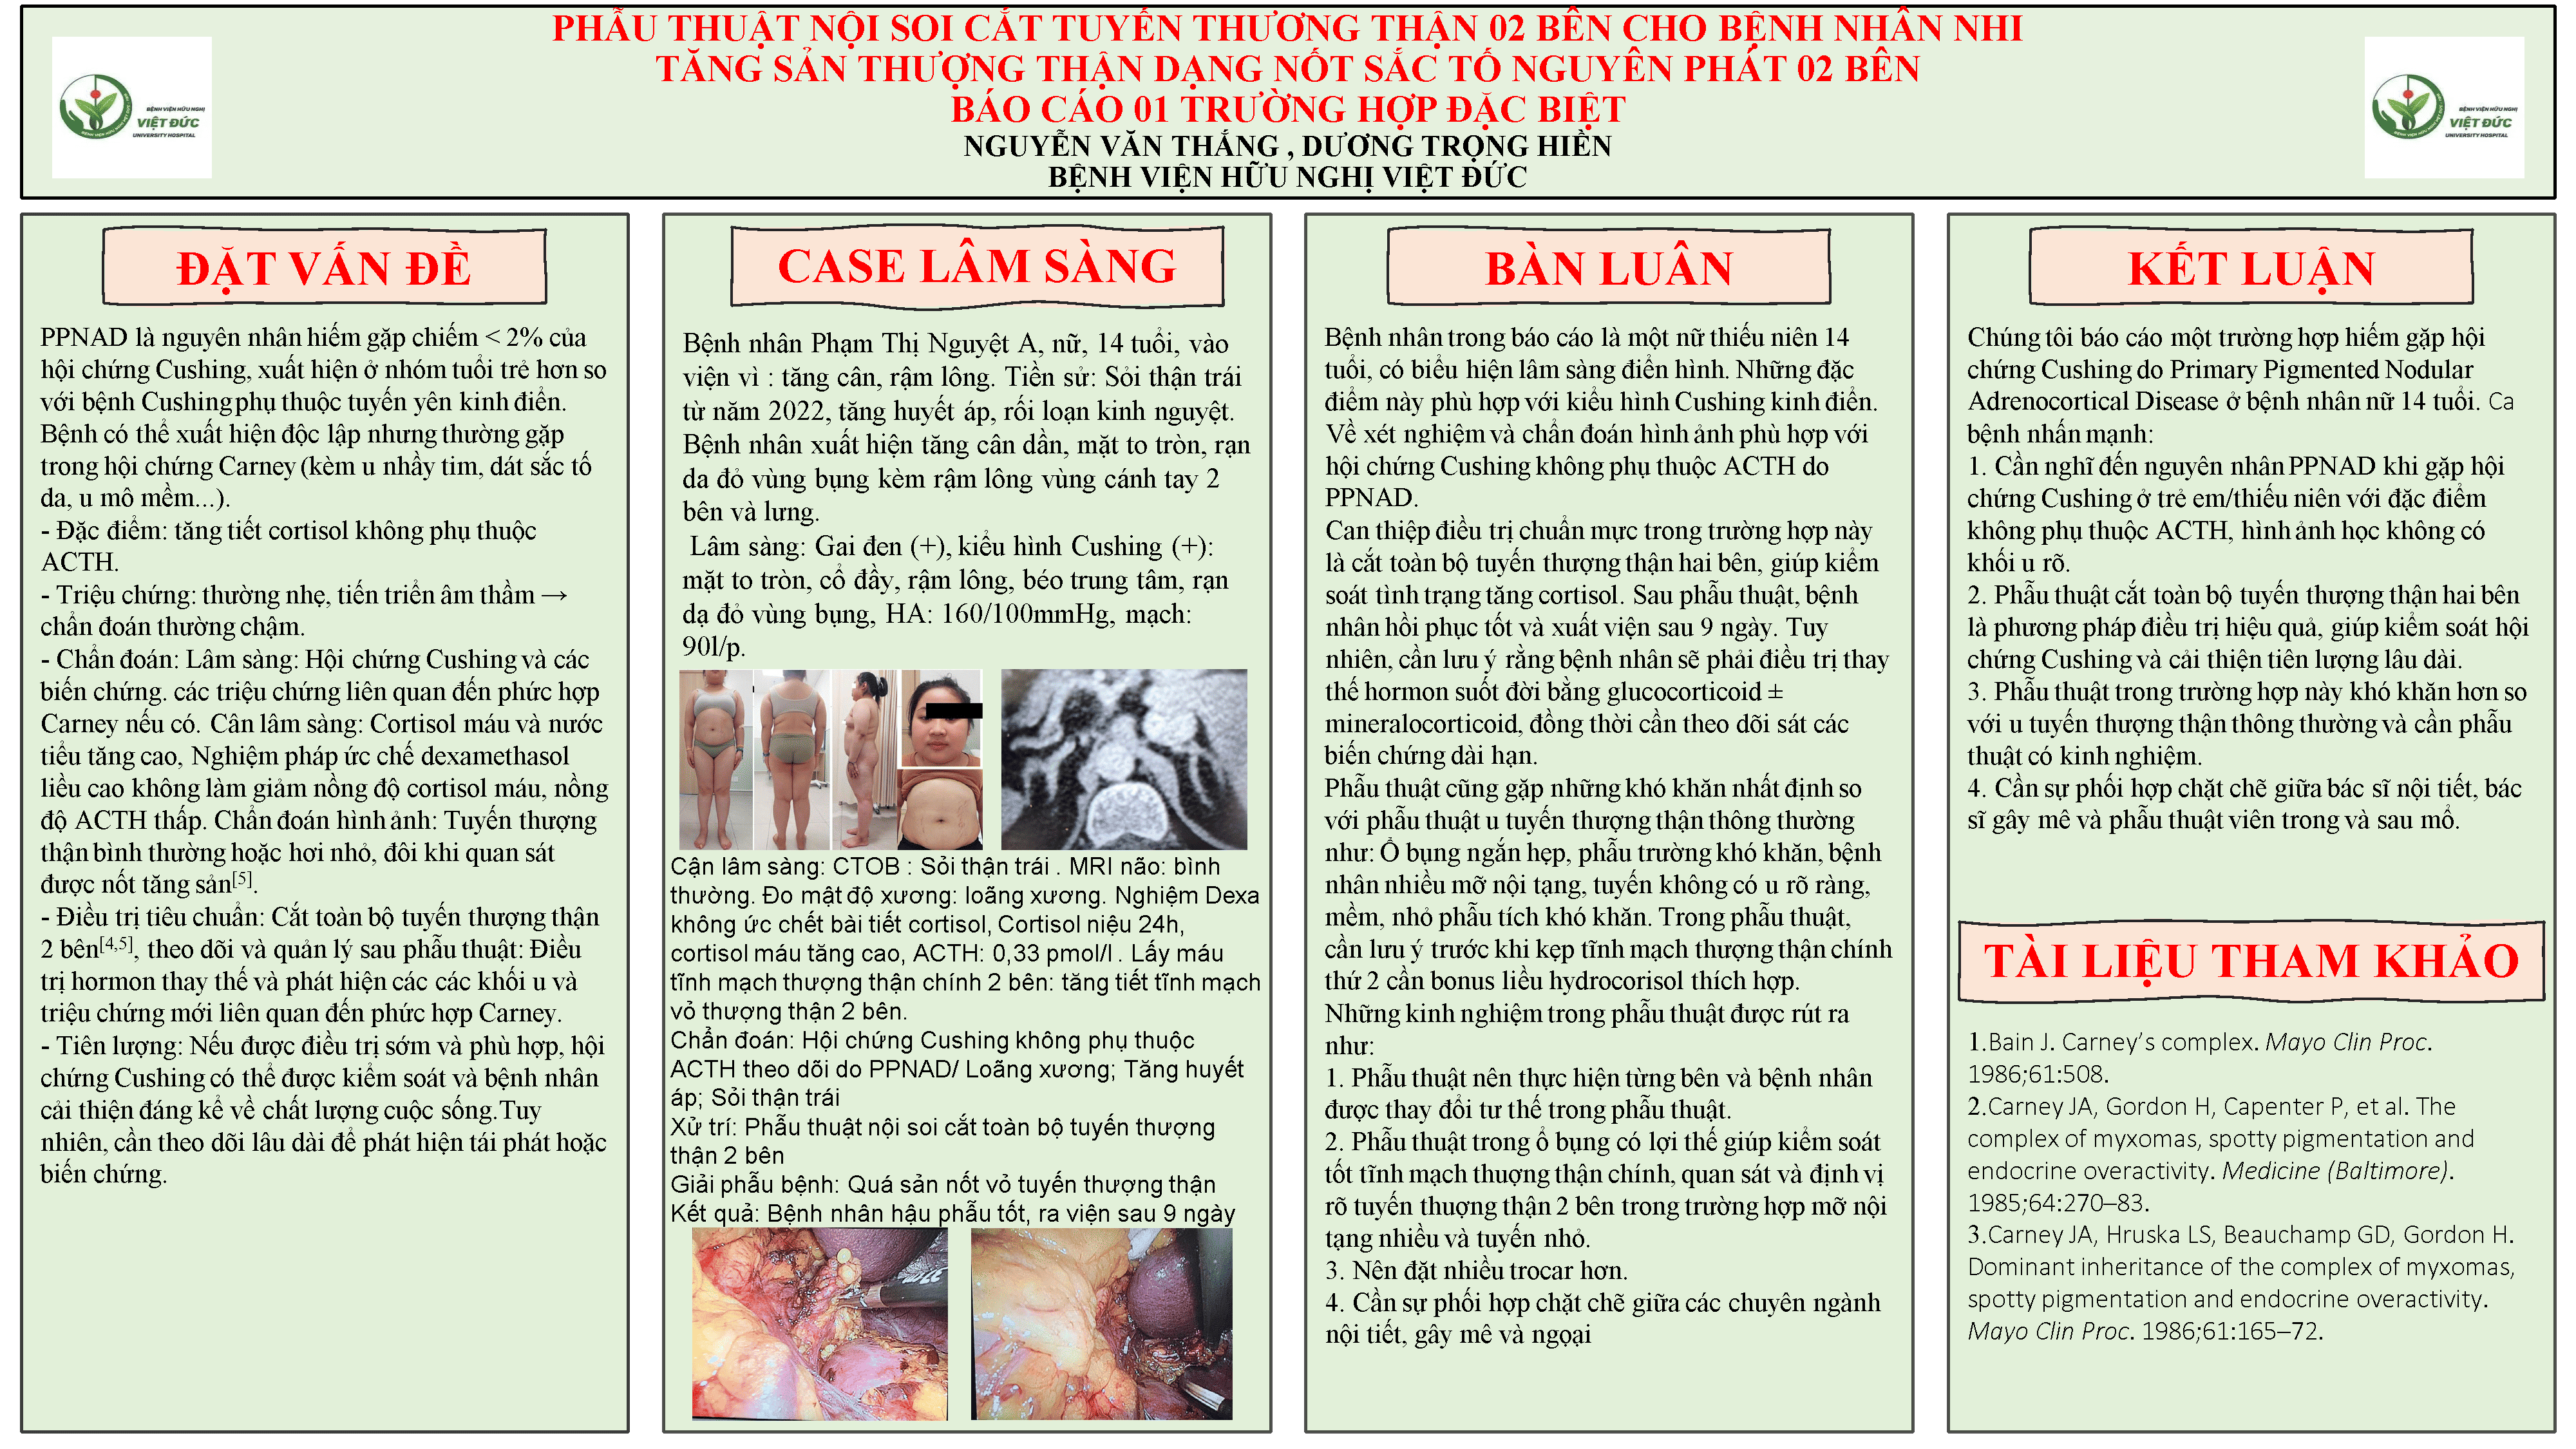 PHẪU THUẬT NỘI SOI CẮT TUYẾN THƯƠNG THẬN 02 BÊN CHO BỆNH NHÂN NHI
TĂNG SẢN THƯỢNG THẬN DẠNG NỐT SẮC TỐ NGUYÊN PHÁT 02 BÊN
BÁO CÁO 01 TRƯỜNG HỢP ĐẶC BIỆT
NGUYỄN VĂN THẮNG , DƯƠNG TRỌNG HIỀN
BỆNH VIỆN HỮU NGHỊ VIỆT ĐỨC
BỆNH VIỆN HỮU NGHỊ
VIỆT ĐỨC
UNIVERSITY HOSPITAL
BỆNH VIỆN HỮU NGHỊ
VIỆT ĐỨC
UNIVERSITY HOSPITAL
ĐẶT VẤN ĐỀ
PPNAD là nguyên nhân hiếm gặp chiếm < 2% của
hội chứng Cushing, xuất hiện ở nhóm tuổi trẻ hơn so
với bệnh Cushing phụ thuộc tuyến yên kinh điển.
Bệnh có thể xuất hiện độc lập nhưng thường gặp
trong hội chứng Carney (kèm u nhầy tim, dát sắc tố
da, u mô mềm...).
- Đặc điểm: tăng tiết cortisol không phụ thuộc
ACTH.
- Triệu chứng: thường nhẹ, tiến triển âm thầm →
chẩn đoán thường chậm.
- Chẩn đoán: Lâm sàng: Hội chứng Cushing và các
biến chứng. các triệu chứng liên quan đến phức hợp
Carney nếu có. Cân lâm sàng: Cortisol máu và nước
tiểu tăng cao, Nghiệm pháp ức chế dexamethasol
liều cao không làm giảm nồng độ cortisol máu, nồng
độ ACTH thấp. Chẩn đoán hình ảnh: Tuyến thượng
thận bình thường hoặc hơi nhỏ, đôi khi quan sát
được nốt tăng sản[5].
- Điều trị tiêu chuẩn: Cắt toàn bộ tuyến thượng thận
2 bên[4,5], theo dõi và quản lý sau phẫu thuật: Điều
trị hormon thay thế và phát hiện các các khối u và
triệu chứng mới liên quan đến phức hợp Carney.
- Tiên lượng: Nếu được điều trị sớm và phù hợp, hội
chứng Cushing có thể được kiểm soát và bệnh nhân
cải thiện đáng kể về chất lượng cuộc sống.Tuy
nhiên, cần theo dõi lâu dài để phát hiện tái phát hoặc
biến chứng.
CASE LÂM SÀNG
Bệnh nhân Phạm Thị Nguyệt A, nữ, 14 tuổi, vào
viện vì : tăng cân, rậm lông. Tiền sử: Sỏi thận trái
từ năm 2022, tăng huyết áp, rối loạn kinh nguyệt.
Bệnh nhân xuất hiện tăng cân dần, mặt to tròn, rạn
da đỏ vùng bụng kèm rậm lông vùng cánh tay 2
bên và lưng.
Lâm sàng: Gai đen (+), kiểu hình Cushing (+):
mặt to tròn, cổ đầy, rậm lông, béo trung tâm, rạn
dạ đỏ vùng bụng, HA: 160/100mmHg, mạch:
90l/p.
Cận lâm sàng: CTOB : Sỏi thận trái . MRI não: bình
thường. Đo mật độ xương: loãng xương. Nghiệm Dexa
không ức chết bài tiết cortisol, Cortisol niệu 24h,
cortisol máu tăng cao, ACTH: 0,33 pmol/l . Lấy máu
tĩnh mạch thượng thận chính 2 bên: tăng tiết tĩnh mạch
vỏ thượng thận 2 bên.
Chẩn đoán: Hội chứng Cushing không phụ thuộc
ACTH theo dõi do PPNAD/ Loãng xương; Tăng huyết
áp; Sỏi thận trái
Xử trí: Phẫu thuật nội soi cắt toàn bộ tuyến thượng
thận 2 bên
Giải phẫu bệnh: Quá sản nốt vỏ tuyến thượng thận
Kết quả: Bệnh nhân hậu phẫu tốt, ra viện sau 9 ngày
BÀN LUÂN
Bệnh nhân trong báo cáo là một nữ thiếu niên 14
tuổi, có biểu hiện lâm sàng điển hình. Những đặc
điểm này phù hợp với kiểu hình Cushing kinh điển.
Về xét nghiệm và chẩn đoán hình ảnh phù hợp với
hội chứng Cushing không phụ thuộc ACTH do
PPNAD.
Can thiệp điều trị chuẩn mực trong trường hợp này
là cắt toàn bộ tuyến thượng thận hai bên, giúp kiểm
soát tình trạng tăng cortisol. Sau phẫu thuật, bệnh
nhân hồi phục tốt và xuất viện sau 9 ngày. Tuy
nhiên, cần lưu ý rằng bệnh nhân sẽ phải điều trị thay
thế hormon suốt đời bằng glucocorticoid ±
mineralocorticoid, đồng thời cần theo dõi sát các
biến chứng dài hạn.
Phẫu thuật cũng gặp những khó khăn nhất định so
với phẫu thuật u tuyến thượng thận thông thường
như: Ổ bụng ngắn hẹp, phẫu trường khó khăn, bệnh
nhân nhiều mỡ nội tạng, tuyến không có u rõ ràng,
mềm, nhỏ phẫu tích khó khăn. Trong phẫu thuật,
cần lưu ý trước khi kẹp tĩnh mạch thượng thận chính
thứ 2 cần bonus liều hydrocorisol thích hợp.
Những kinh nghiệm trong phẫu thuật được rút ra
như:
1. Phẫu thuật nên thực hiện từng bên và bệnh nhân
được thay đổi tư thế trong phẫu thuật.
2. Phẫu thuật trong ổ bụng có lợi thế giúp kiểm soát
tốt tĩnh mạch thuợng thận chính, quan sát và định vị
rõ tuyến thuợng thận 2 bên trong trường hợp mỡ nội
tạng nhiều và tuyến nhỏ.
3. Nên đặt nhiều trocar hơn.
4. Cần sự phối hợp chặt chẽ giữa các chuyên ngành
nội tiết, gây mê và ngoại
KẾT LUẬN
Chúng tôi báo cáo một trường hợp hiếm gặp hội
chứng Cushing do Primary Pigmented Nodular
Adrenocortical Disease ở bệnh nhân nữ 14 tuổi. Ca
bệnh nhấn mạnh:
1. Cần nghĩ đến nguyên nhân PPNAD khi gặp hội
chứng Cushing ở trẻ em/thiếu niên với đặc điểm
không phụ thuộc ACTH, hình ảnh học không có
khối u rõ.
2. Phẫu thuật cắt toàn bộ tuyến thượng thận hai bên
là phương pháp điều trị hiệu quả, giúp kiểm soát hội
chứng Cushing và cải thiện tiên lượng lâu dài.
3. Phẫu thuật trong trường hợp này khó khăn hơn so
với u tuyến thượng thận thông thường và cần phẫu
thuật có kinh nghiệm.
4. Cần sự phối hợp chặt chẽ giữa bác sĩ nội tiết, bác
sĩ gây mê và phẫu thuật viên trong và sau mổ.
TÀI LIỆU THAM KHẢO
1.Bain J. Carney’s complex. Mayo Clin Proc.
1986;61:508.
2.Carney JA, Gordon H, Capenter P, et al. The
complex of myxomas, spotty pigmentation and
endocrine overactivity. Medicine (Baltimore).
1985;64:270–83.
3.Carney JA, Hruska LS, Beauchamp GD, Gordon H.
Dominant inheritance of the complex of myxomas,
spotty pigmentation and endocrine overactivity.
Mayo Clin Proc. 1986;61:165–72.